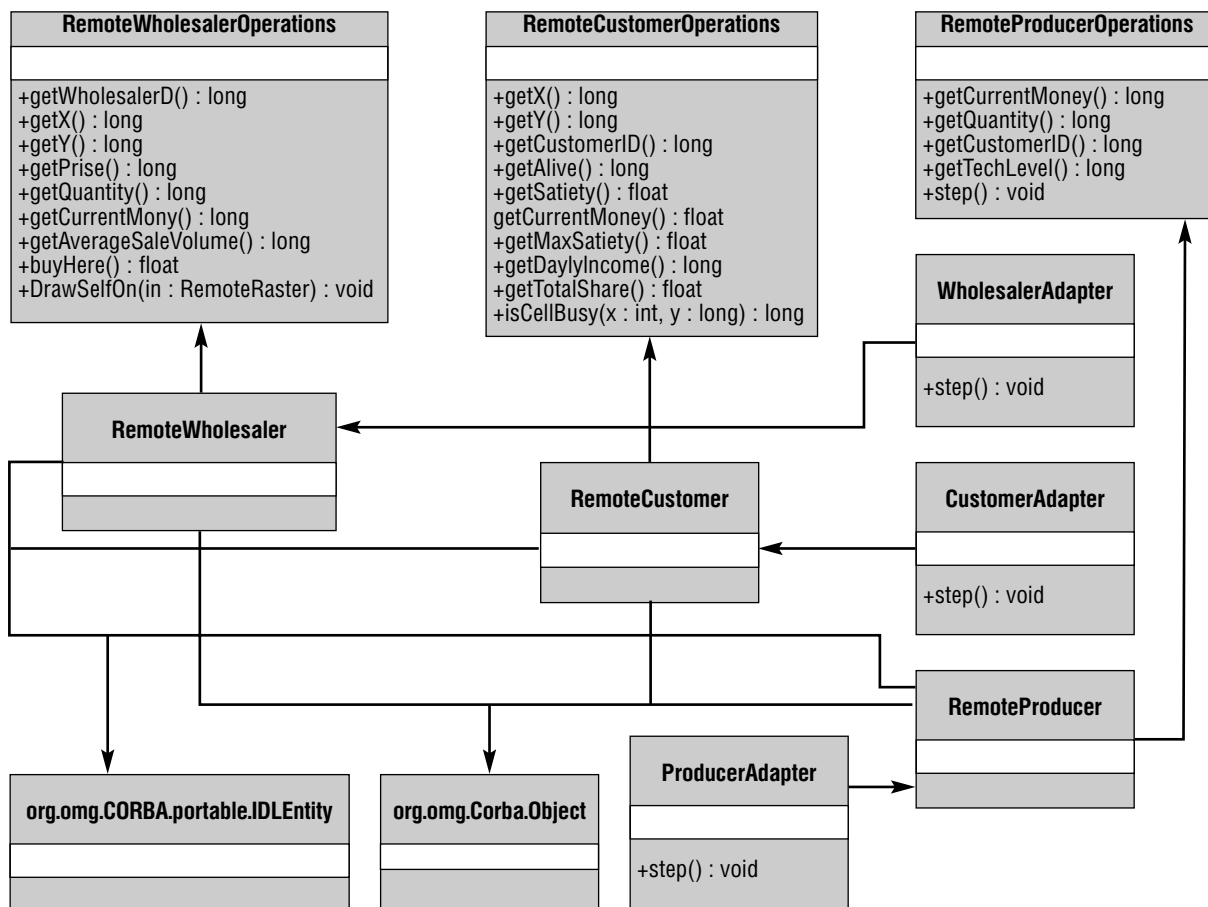 RemoteWholesalerOperations
+getWholesalerD() : long
+getX() : long
+getY() : long
+getPrise() : long
+getQuantity() : long
+getCurrentMony() : long
+getAverageSaleVolume() : long
+buyHere() : float
+DrawSelfOn(in : RemoteRaster) : void
RemoteCustomerOperations
+getX() : long
+getY() : long
+getCustomerID() : long
+getAlive() : long
+getSatiety() : float
getCurrentMoney() : float
+getMaxSatiety() : float
+getDaylyIncome() : long
+getTotalShare() : float
+isCellBusy(x : int, y : long) : long
RemoteProducerOperations
+getCurrentMoney() : long
+getQuantity() : long
+getCustomerID() : long
+getTechLevel() : long
+step() : void
WholesalerAdapter
+step() : void
RemoteWholesaler
RemoteCustomer
CustomerAdapter
+step() : void
RemoteProducer
ProducerAdapter
+step() : void
org.omg.CORBA.portable.IDLEntity
org.omg.Corba.Object